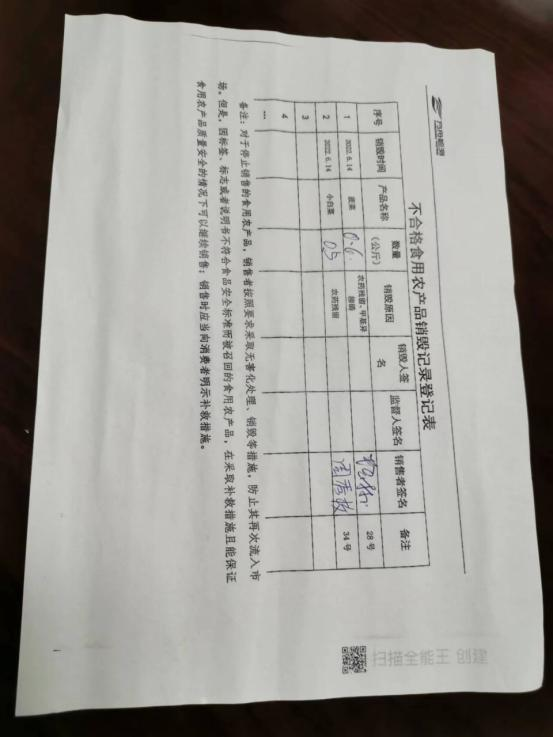 不合格食用农产品销毁记录登记表
序号 销毁时间 产品名称 数量（公斤） 销毁原因 销毁人签名 监督人签名 销售者签名 备注
1 2022.6.14 0.6 农药残留、甲基异柳磷 28号
2 2022.6.14 小白菜 0.5 农药残留 34号
3
4
...
备注：对于停止销售的食用农产品，销售者按照要求采取无害化处理、销毁等措施，防止其再次流入市
场。但是，因标签、标志或者说明书不符合食品安全标准而被召回的食用农产品，在采取补救措施且能保证
食用农产品质量安全的情况下可以继续销售；销售时应当向消费者明示补救措施。
扫描全能王 创建